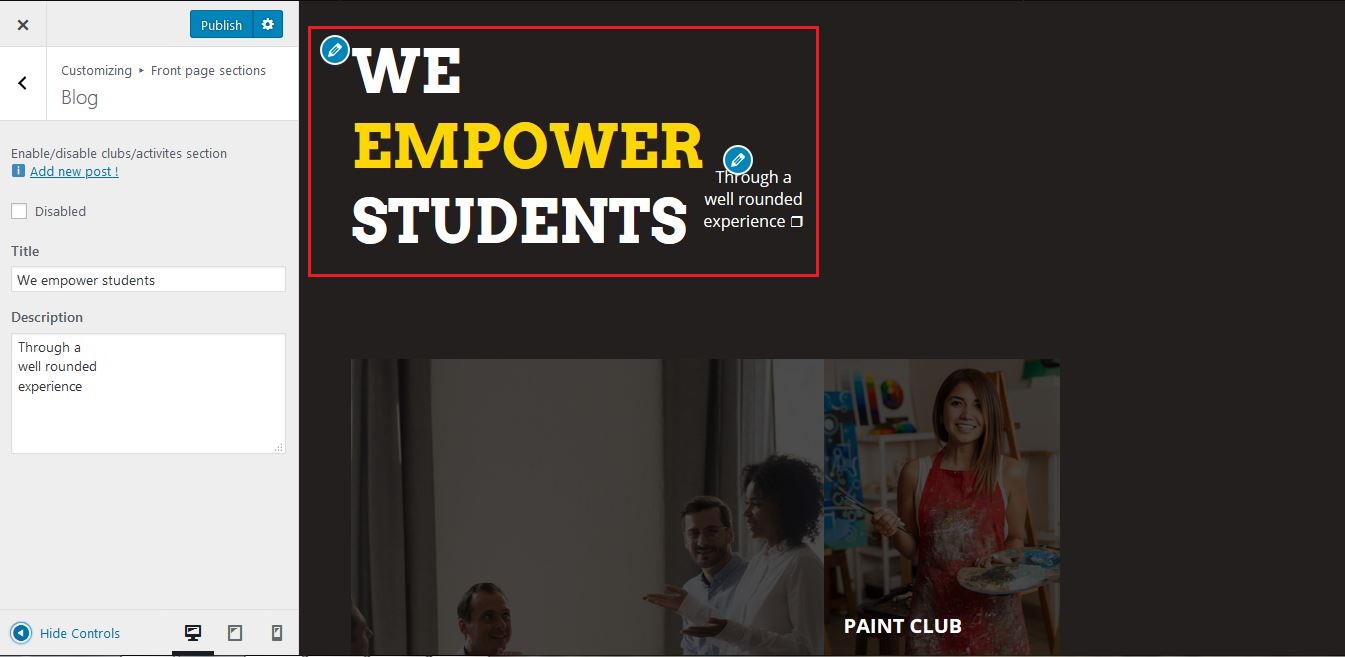 Publish
Customizing ▸ Front page sections
Blog
Enable/disable clubs/activites section
Add new post !
Disabled
Title
We empower students
Description
Through a
well rounded
experience
Hide Controls
WE
EMPOWER
STUDENTS
Through a
well rounded
experience
PAINT CLUB